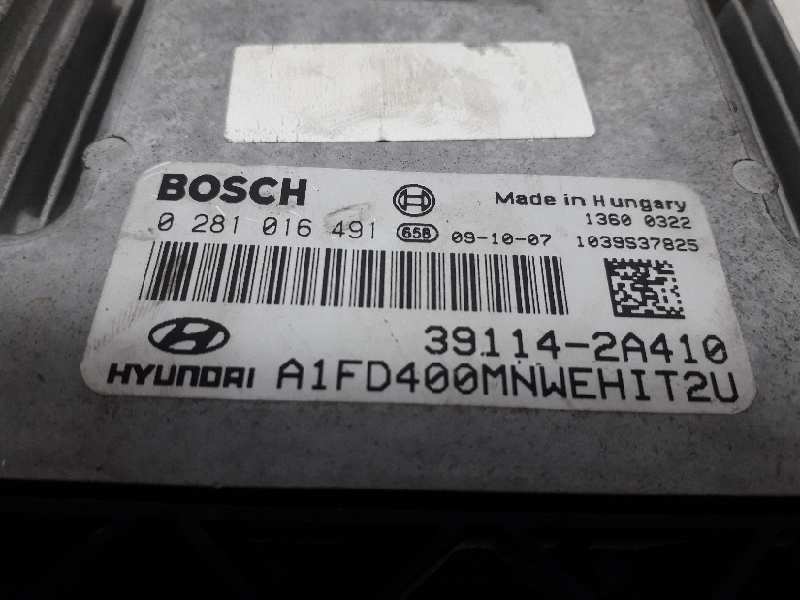 BOSCH
Made in Hungary
1360 0322
0 281 016 491 658 09-10-07 1039S37825
39114-2A410
HYUNDAI A1FD400MNWEHIT2U